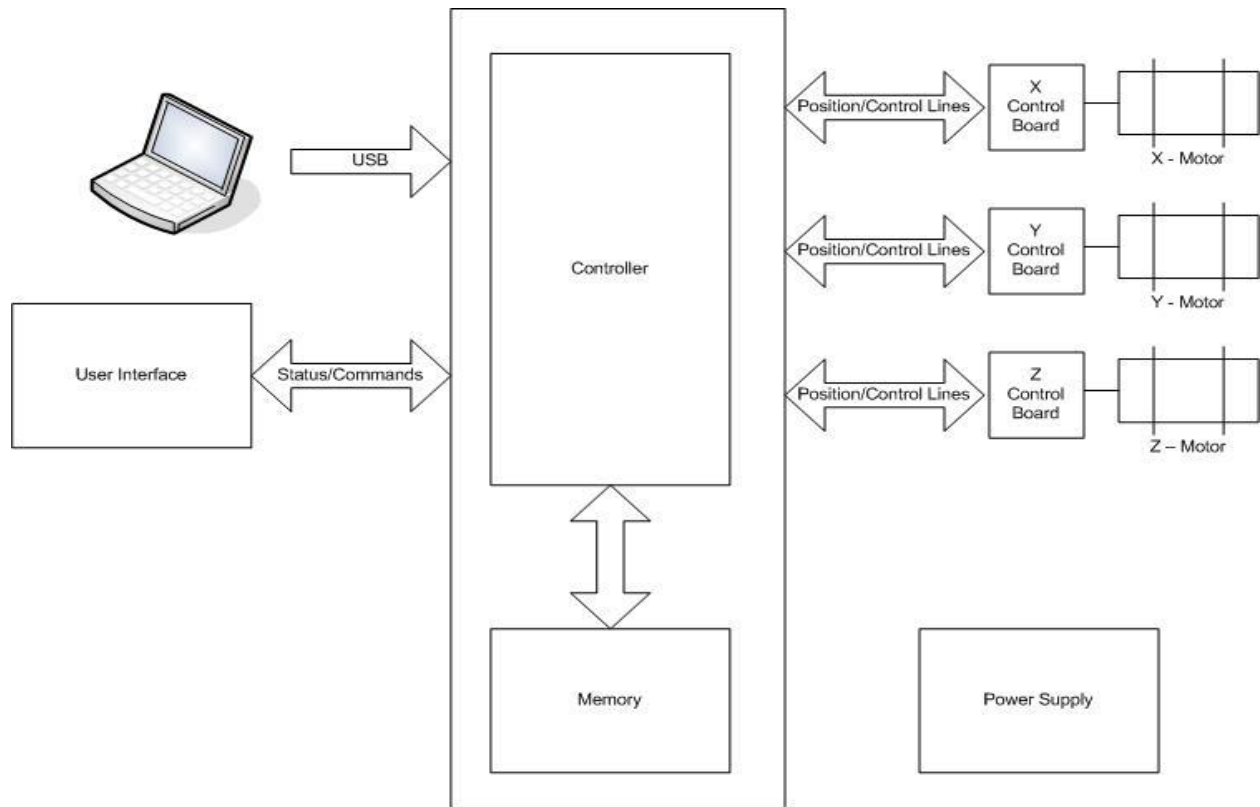 USB
User Interface
Status/Commands
Controller
Memory
Position/Control Lines
X
Control
Board
X - Motor
Position/Control Lines
Y
Control
Board
Y - Motor
Position/Control Lines
Z
Control
Board
Z – Motor
Power Supply